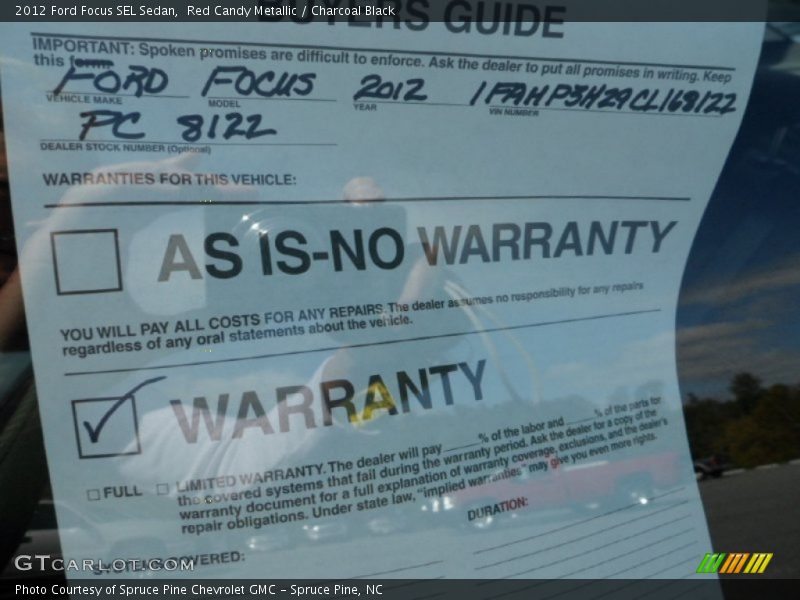 2012 Ford Focus SEL Sedan,  Red Candy Metallic / Charcoal Black
BUYERS GUIDE
IMPORTANT: Spoken promises are difficult to enforce. Ask the dealer to put all promises in writing. Keep
this form.
FORD FOCUS 2012 1FAHP3H29CL168122
VEHICLE MAKE MODEL YEAR VIN NUMBER
PC 8122
DEALER STOCK NUMBER (Optional)
WARRANTIES FOR THIS VEHICLE:
AS IS-NO WARRANTY
YOU WILL PAY ALL COSTS FOR ANY REPAIRS. The dealer assumes no responsibility for any repairs
regardless of any oral statements about the vehicle.
WARRANTY
FULL LIMITED WARRANTY. The dealer will pay ____% of the labor and ____% of the parts for
the covered systems that fail during the warranty period. Ask the dealer for a copy of the
warranty document for a full explanation of warranty coverage, exclusions, and the dealer's
repair obligations. Under state law, "implied warranties" may give you even more rights.
DURATION:
COVERED:
GTCARLOT.COM
Photo Courtesy of Spruce Pine Chevrolet GMC – Spruce Pine, NC